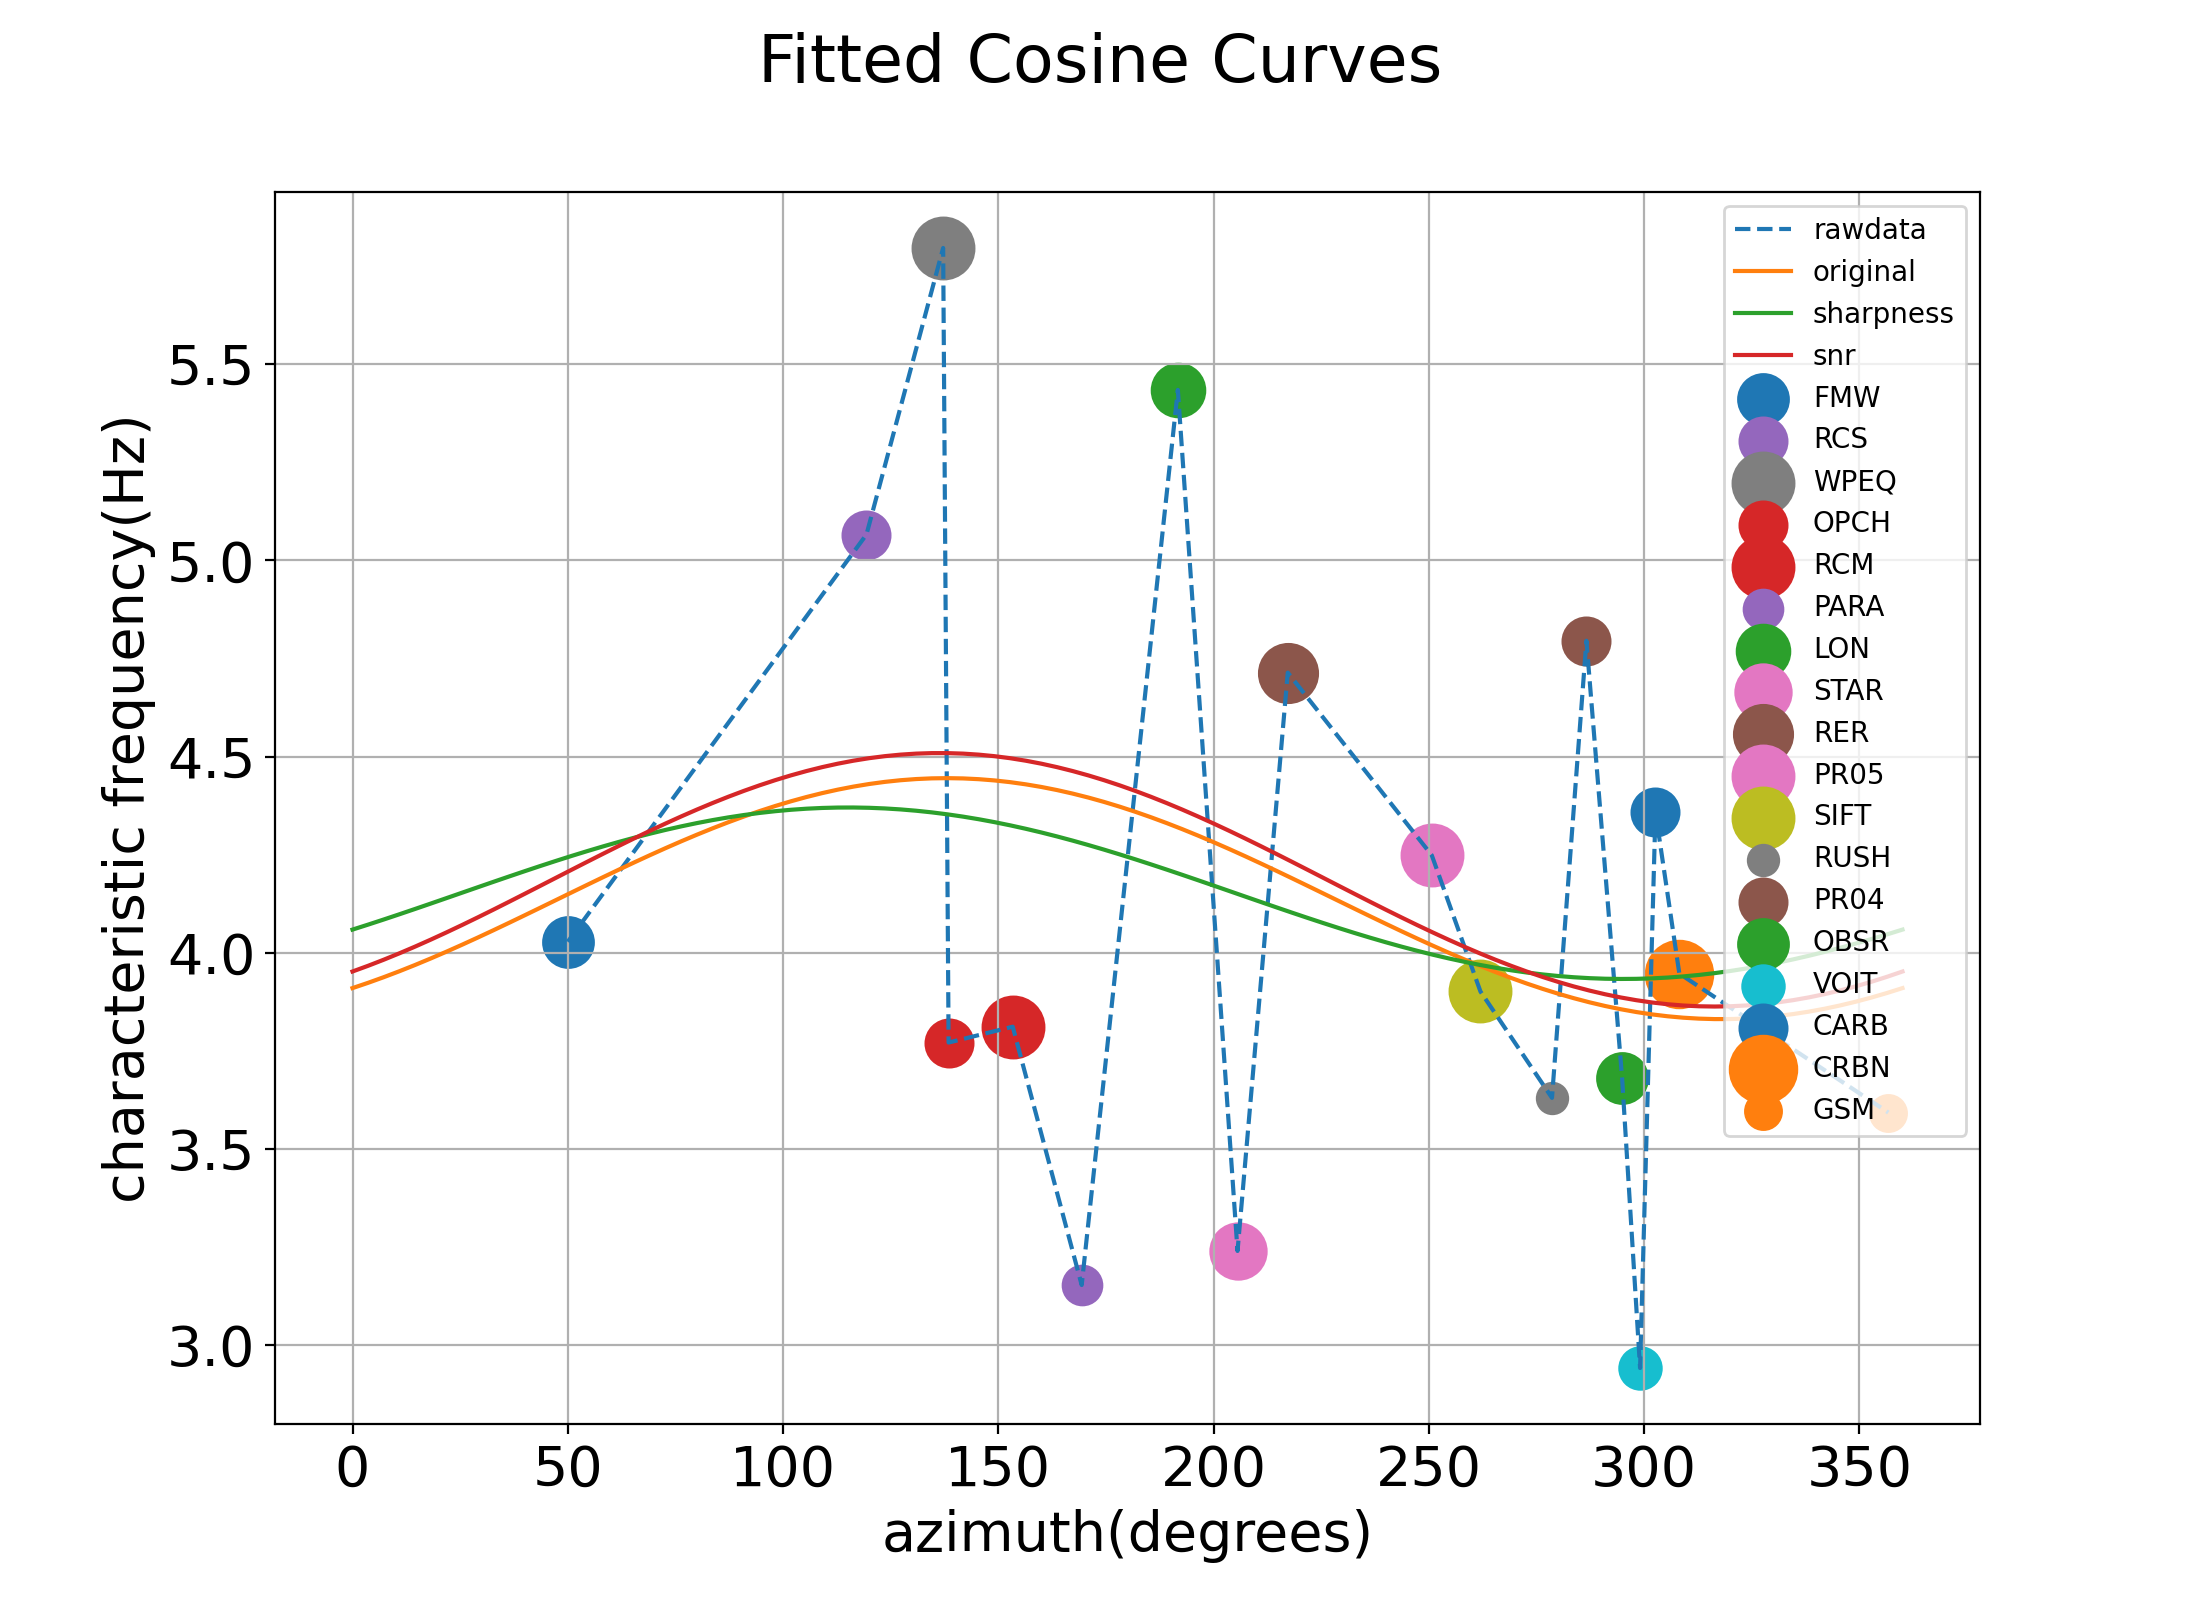 Fitted Cosine Curves
characteristic frequency(Hz)
5.5
5.0
4.5
4.0
3.5
3.0
0 50 100 150 200 250 300 350
azimuth(degrees)
rawdata
original
sharpness
snr
FMW
RCS
WPEQ
OPCH
RCM
PARA
LON
STAR
RER
PR05
SIFT
RUSH
PR04
OBSR
VOIT
CARB
CRBN
GSM